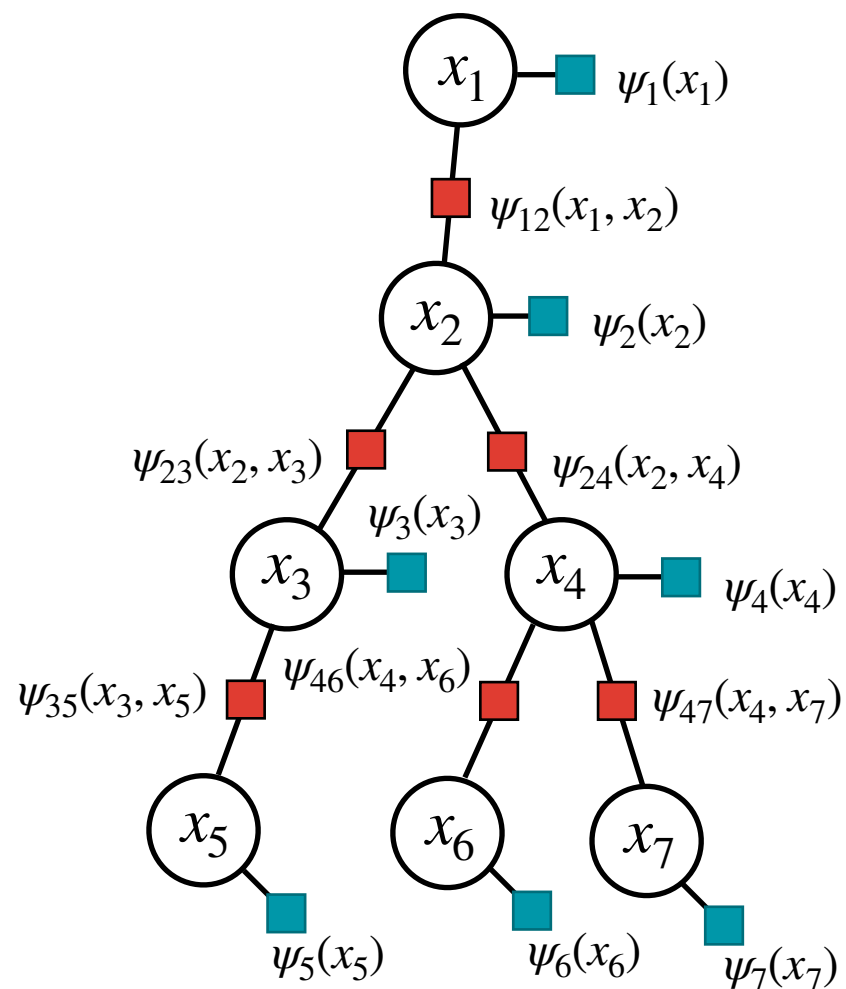 x₁
ψ₁(x₁)
ψ₁₂(x₁, x₂)
x₂
ψ₂(x₂)
ψ₂₃(x₂, x₃)
ψ₂₄(x₂, x₄)
ψ₃(x₃)
x₃
x₄
ψ₄(x₄)
ψ₃₅(x₃, x₅)
ψ₄₆(x₄, x₆)
ψ₄₇(x₄, x₇)
x₅
x₆
x₇
ψ₅(x₅)
ψ₆(x₆)
ψ₇(x₇)